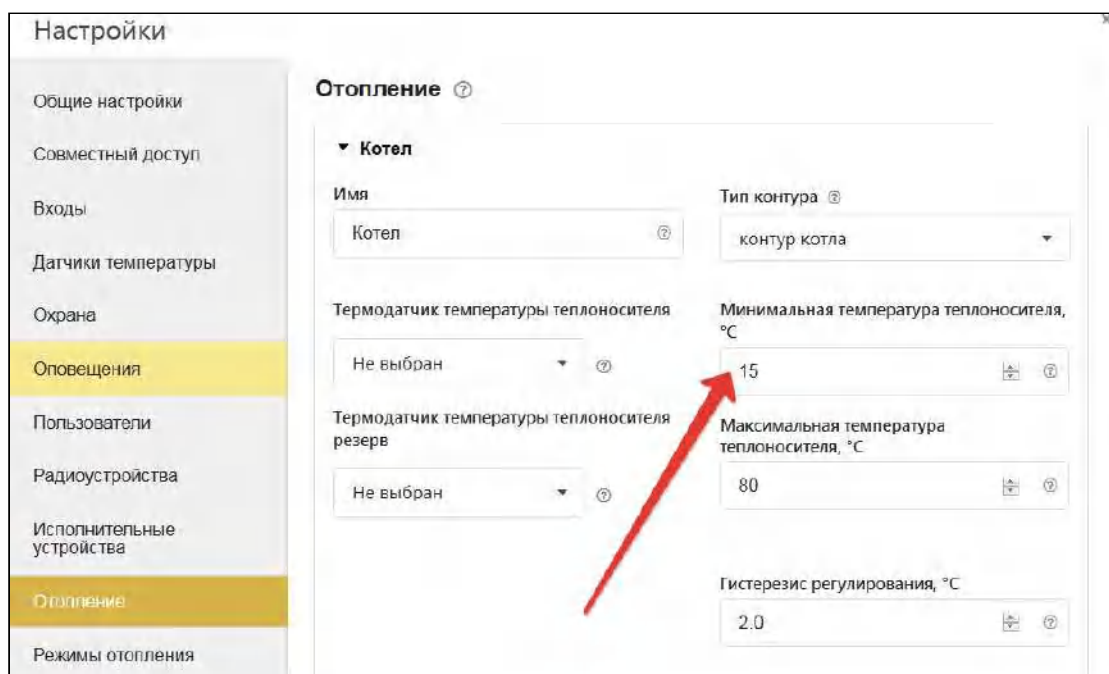 Настройки
Общие настройки
Совместный доступ
Входы
Датчики температуры
Охрана
Оповещения
Пользователи
Радиоустройства
Исполнительные
устройства
Отопление
Режимы отопления
Отопление
Котел
Имя
Котел
Тип контура
контур котла
Термодатчик температуры теплоносителя
Не выбран
Минимальная температура теплоносителя,
°C
15
Термодатчик температуры теплоносителя
резерв
Не выбран
Максимальная температура
теплоносителя, °C
80
Гистерезис регулирования, °C
2.0